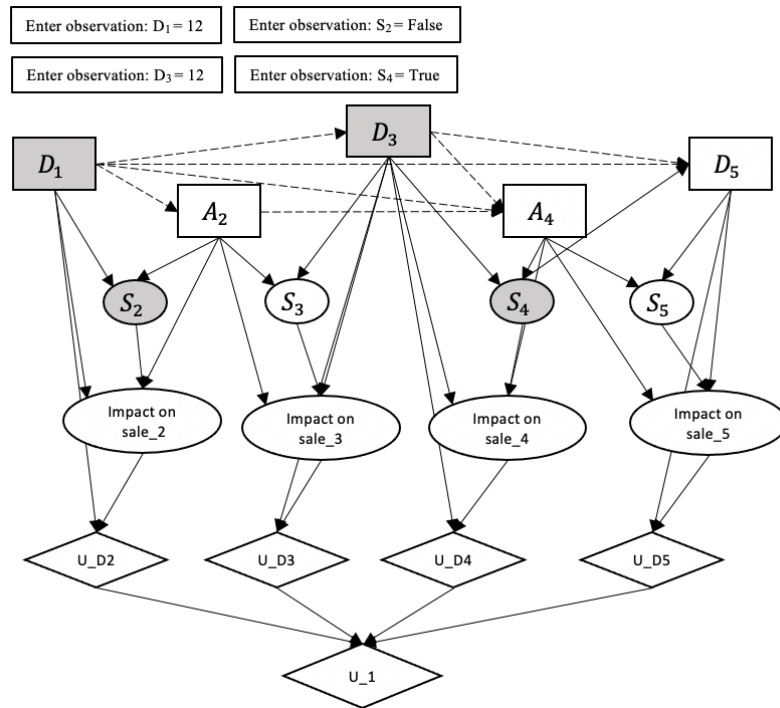 Enter observation: D₁ = 12
Enter observation: S₂ = False
Enter observation: D₃ = 12
Enter observation: S₄ = True
D₃
D₁
D₅
A₂
A₄
S₂
S₃
S₄
S₅
Impact on
sale_2
Impact on
sale_3
Impact on
sale_4
Impact on
sale_5
U_D2
U_D3
U_D4
U_D5
U_1